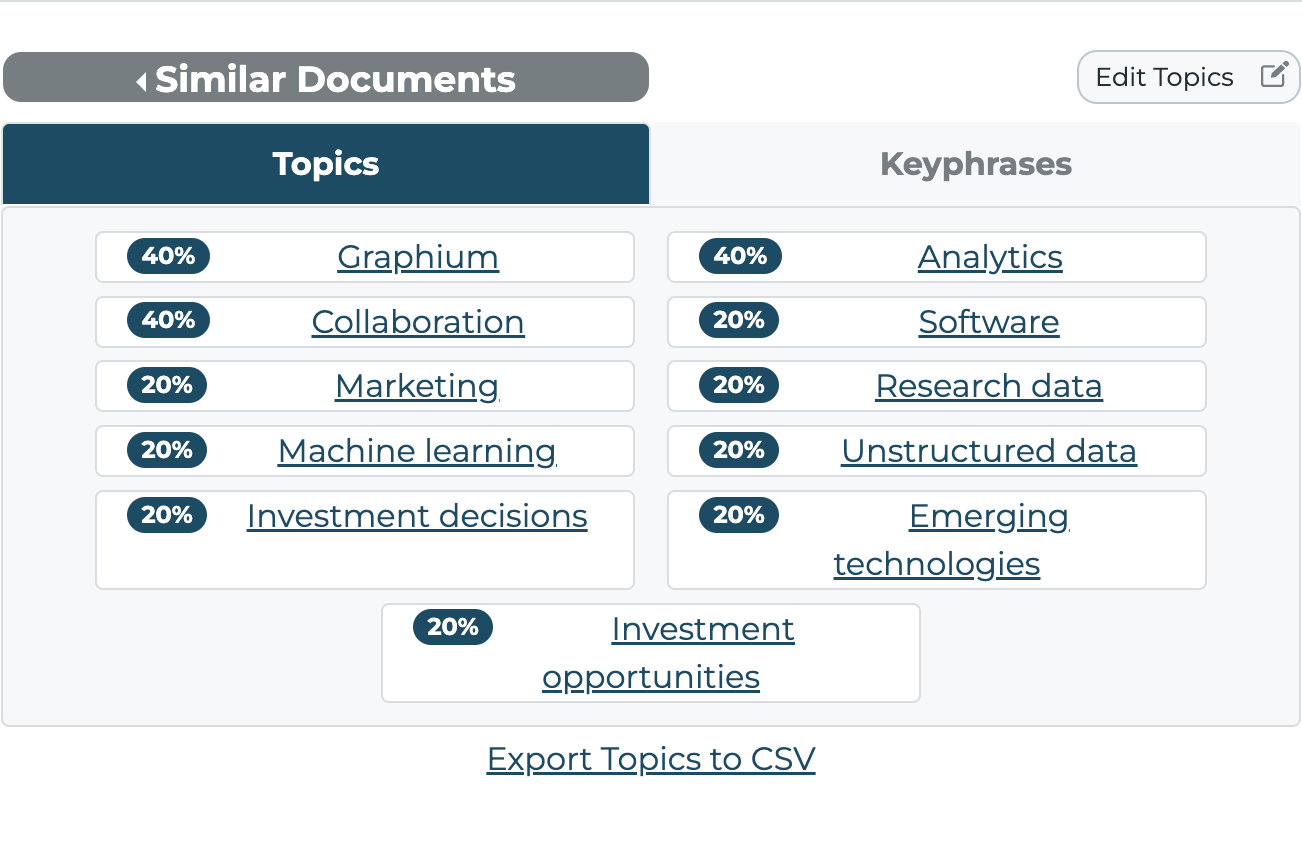 Similar Documents
Edit Topics
Topics
Keyphrases
40% Graphium
40% Analytics
40% Collaboration
20% Software
20% Marketing
20% Research data
20% Machine learning
20% Unstructured data
20% Investment decisions
20% Emerging
technologies
20% Investment
opportunities
Export Topics to CSV